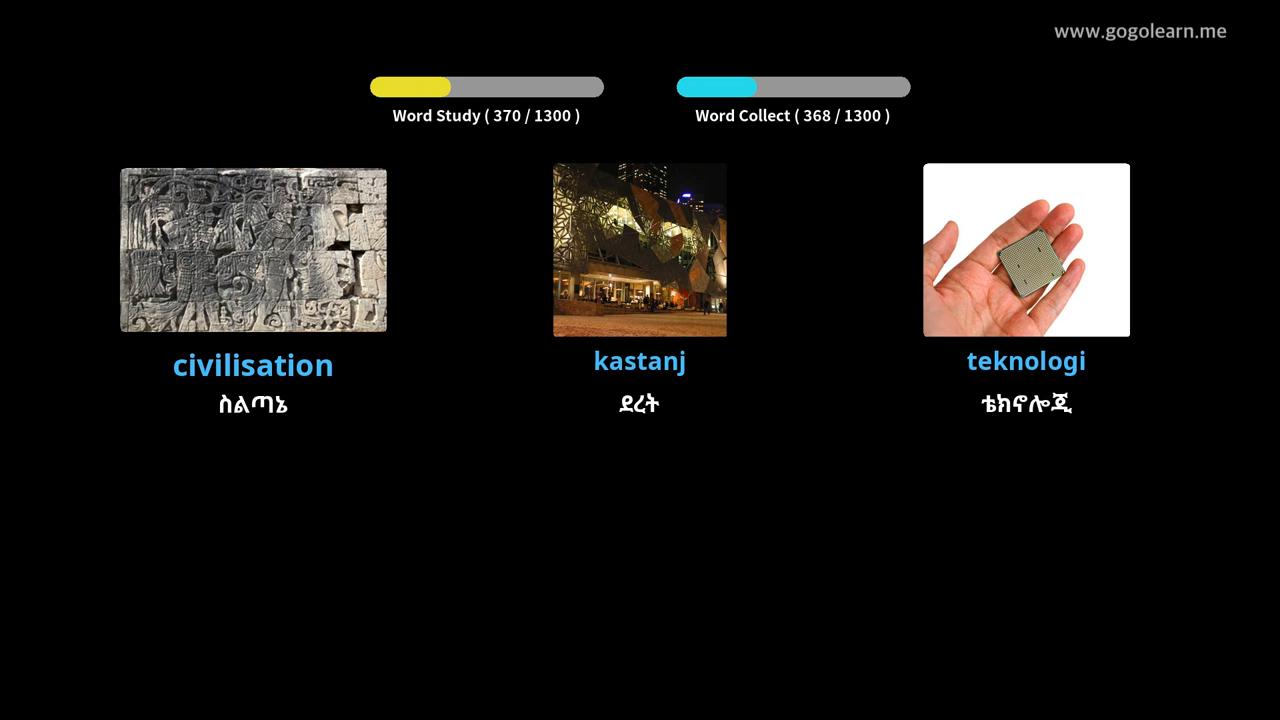 www.gogolearn.me
Word Study ( 370 / 1300 )
Word Collect ( 368 / 1300 )
civilisation
kastanj
teknologi
ስልጣኔ
ደረት
ቴክኖሎጂ